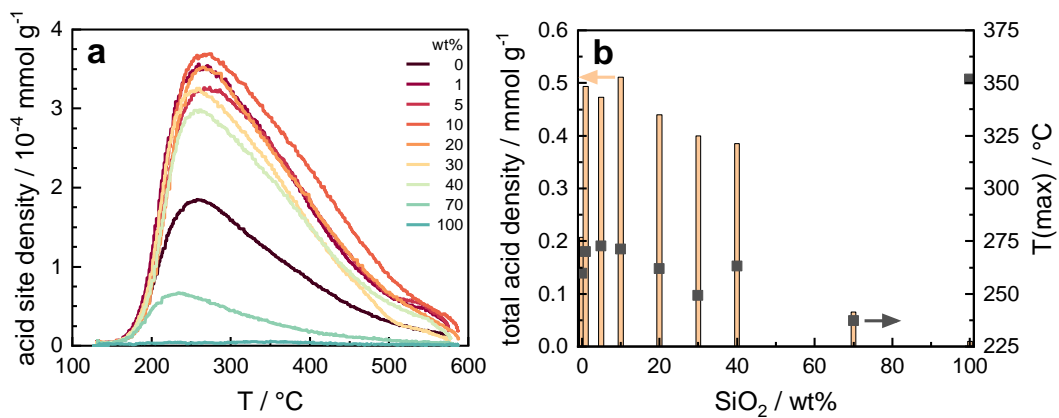 a
acid site density / 10⁻⁴ mmol g⁻¹
4
3
2
1
0
100 200 300 400 500 600
T / °C
wt%
0
1
5
10
20
30
40
70
100
b
total acid density / mmol g⁻¹
0.6
0.5
0.4
0.3
0.2
0.1
0.0
0 20 40 60 80 100
SiO₂ / wt%
375
350
325
300
275
250
225
T(max) / °C